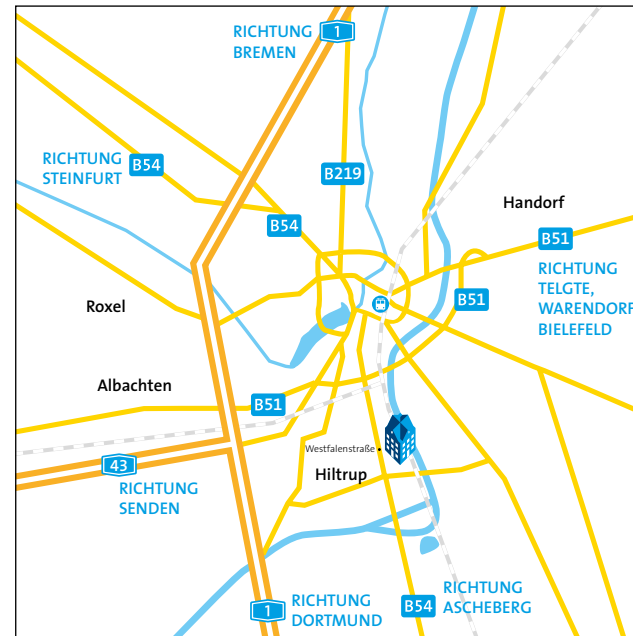 RICHTUNG
BREMEN
1
RICHTUNG
STEINFURT
B54
B219
B54
Handorf
B51
RICHTUNG
TELGTE,
WARENDORF
BIELEFELD
B51
Roxel
Albachten
B51
Westfalenstraße
Hiltrup
43
RICHTUNG
SENDEN
1
RICHTUNG
DORTMUND
B54
RICHTUNG
ASCHEBERG